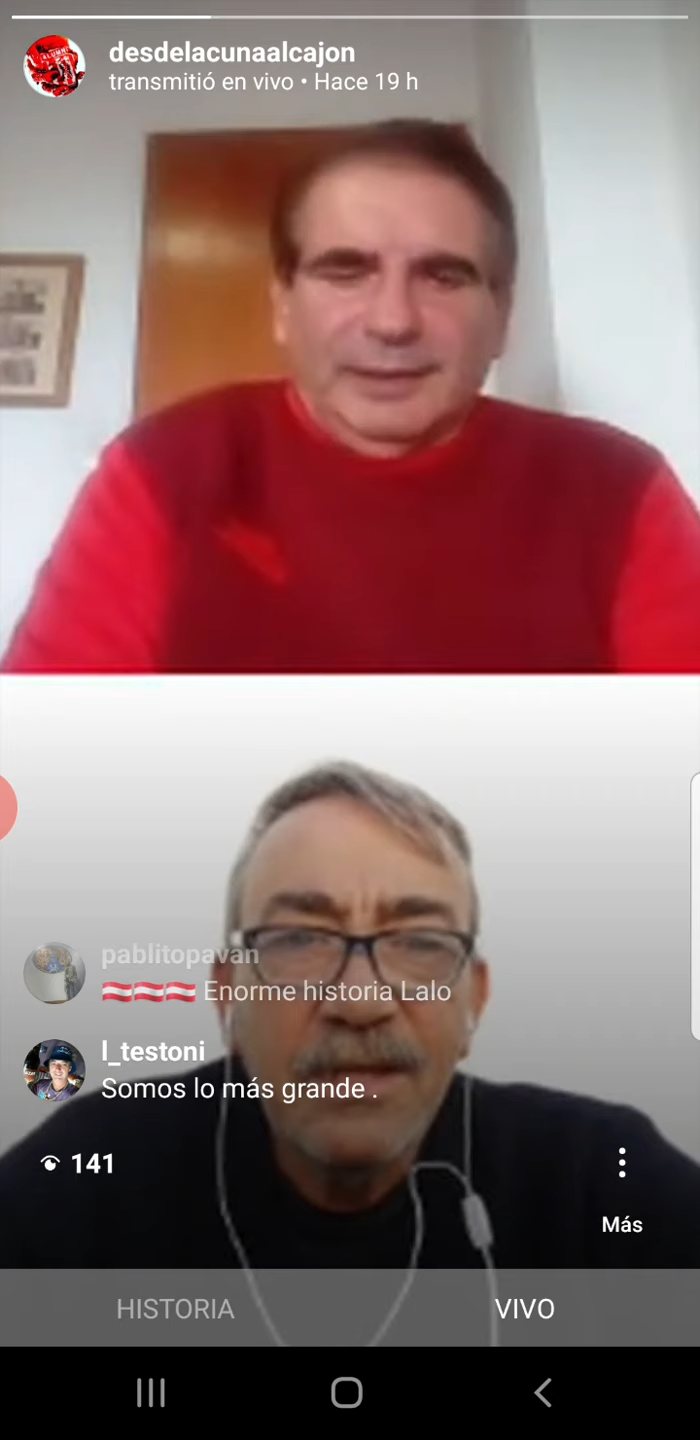 desdelacunaalcajon
transmitió en vivo • Hace 19 h
pablitopavan
🇦🇹🇦🇹🇦🇹 Enorme historia Lalo
l_testoni
Somos lo más grande .
141
Más
HISTORIA
VIVO